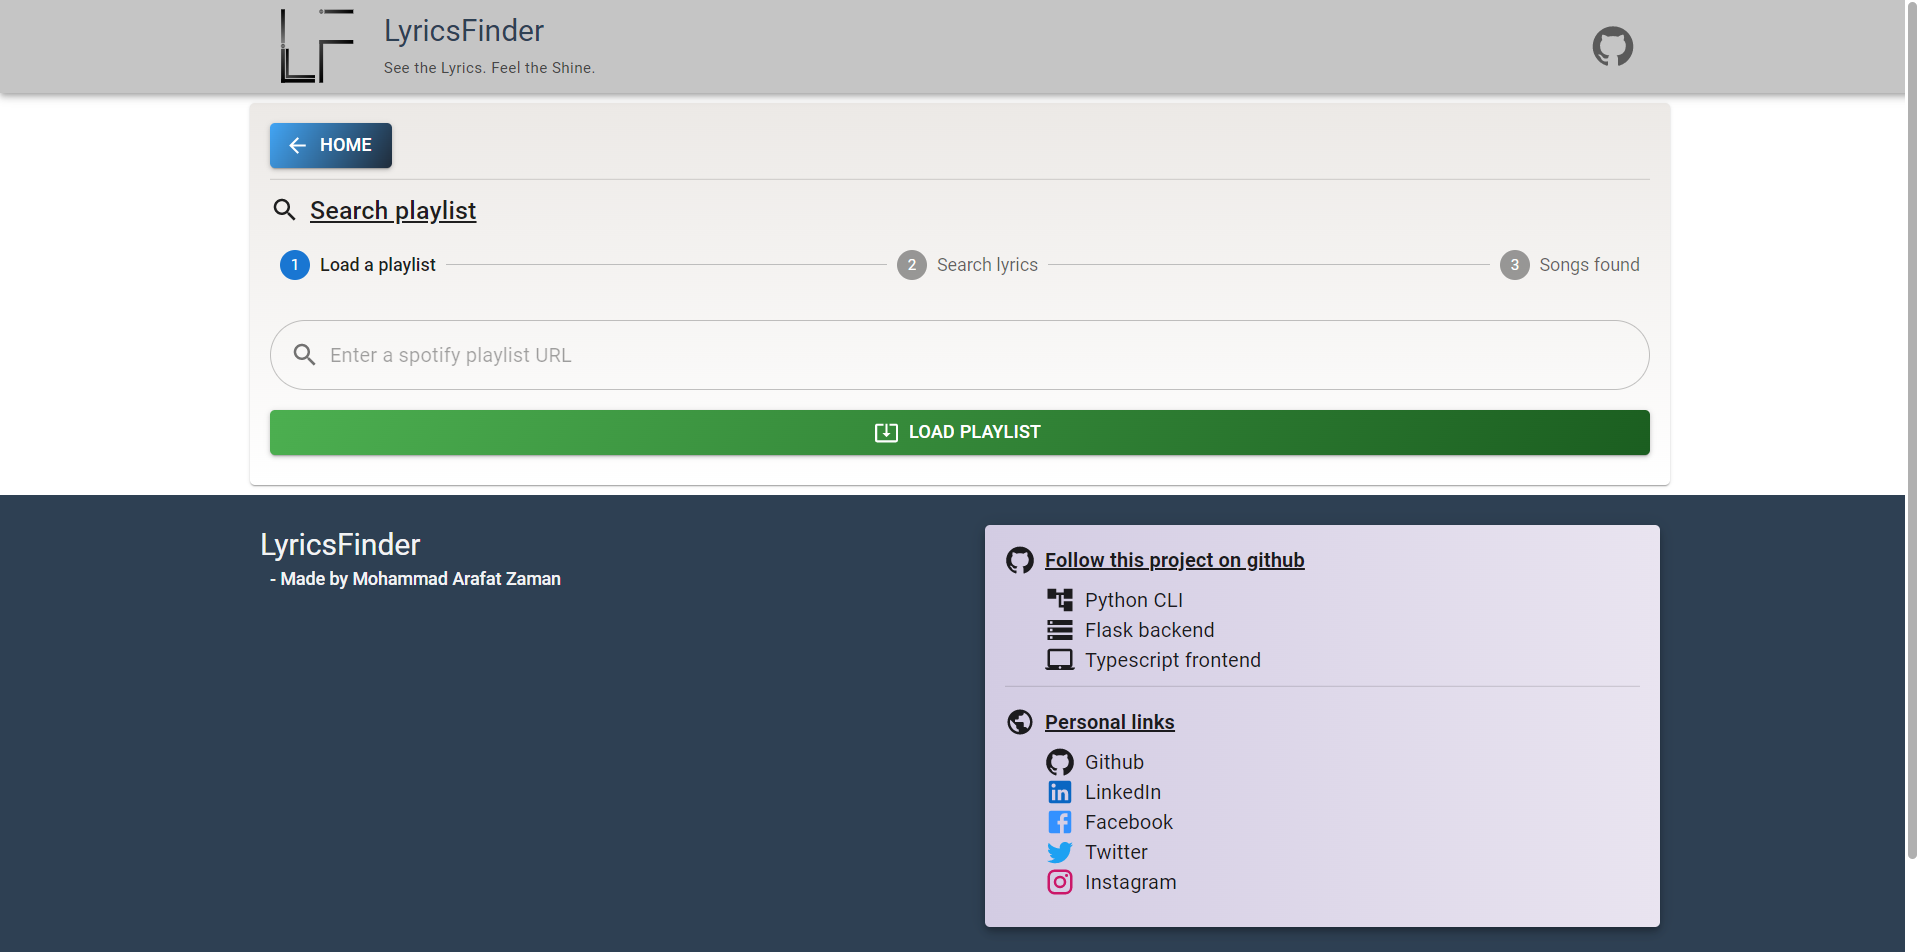 LF
LyricsFinder
See the Lyrics. Feel the Shine.
HOME
Search playlist
1 Load a playlist
2 Search lyrics
3 Songs found
Enter a spotify playlist URL
LOAD PLAYLIST
LyricsFinder
- Made by Mohammad Arafat Zaman
Follow this project on github
Python CLI
Flask backend
Typescript frontend
Personal links
Github
LinkedIn
Facebook
Twitter
Instagram